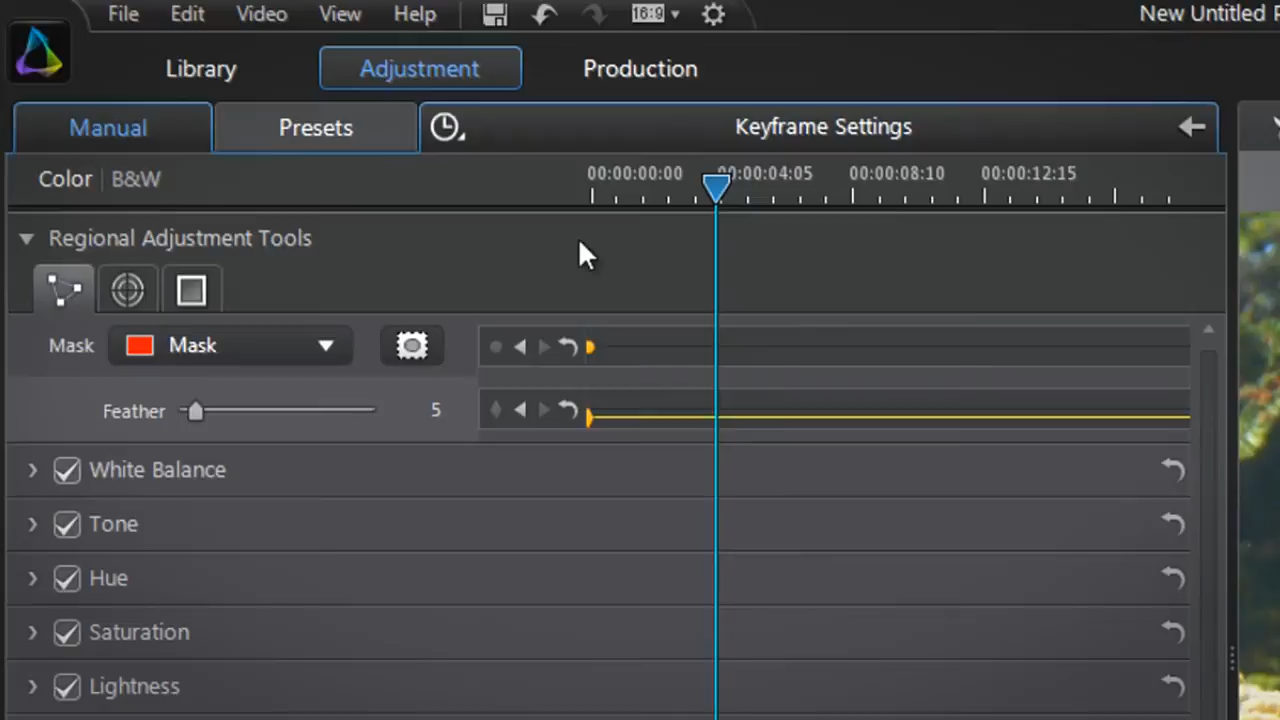 File Edit Video View Help 16:9 New Untitled
Library Adjustment Production
Manual Presets Keyframe Settings
Color | B&W 00:00:00:00 00:00:04:05 00:00:08:10 00:00:12:15
Regional Adjustment Tools
Mask Mask
Feather 5
White Balance
Tone
Hue
Saturation
Lightness